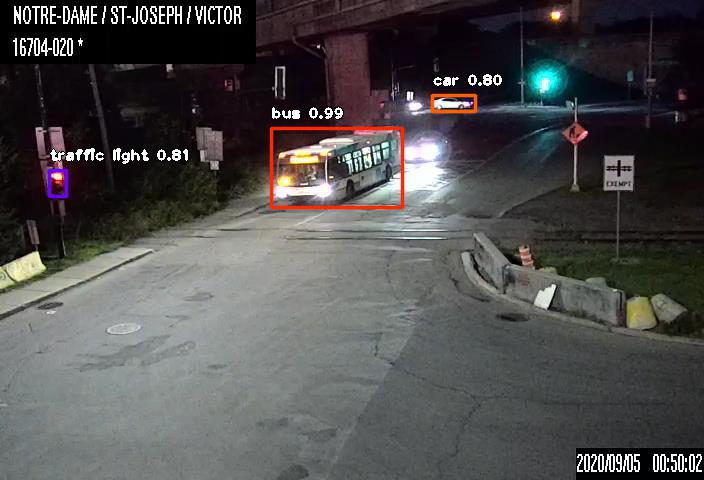 NOTRE-DAME / ST-JOSEPH / VICTOR
16704-020 *
car 0.80
bus 0.99
traffic light 0.81
EXEMPT
2020/09/05 00:50:02